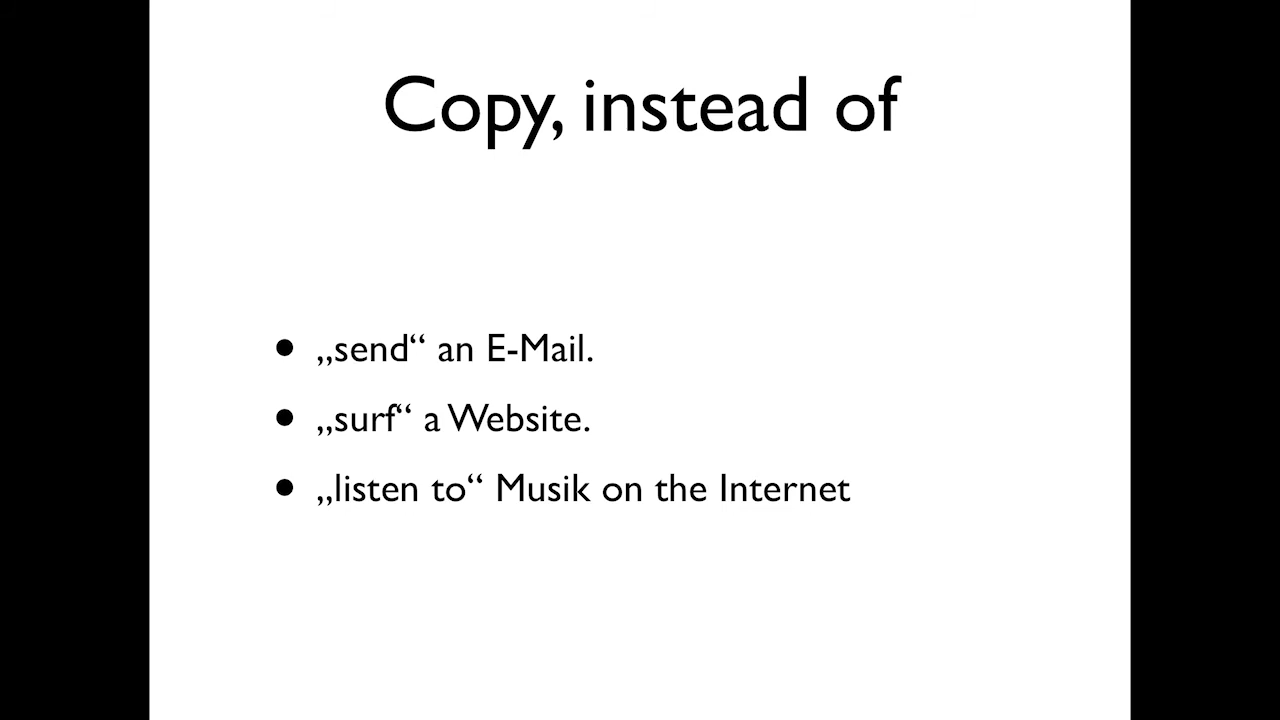 Copy, instead of
• „send“ an E-Mail.
• „surf“ a Website.
• „listen to“ Musik on the Internet